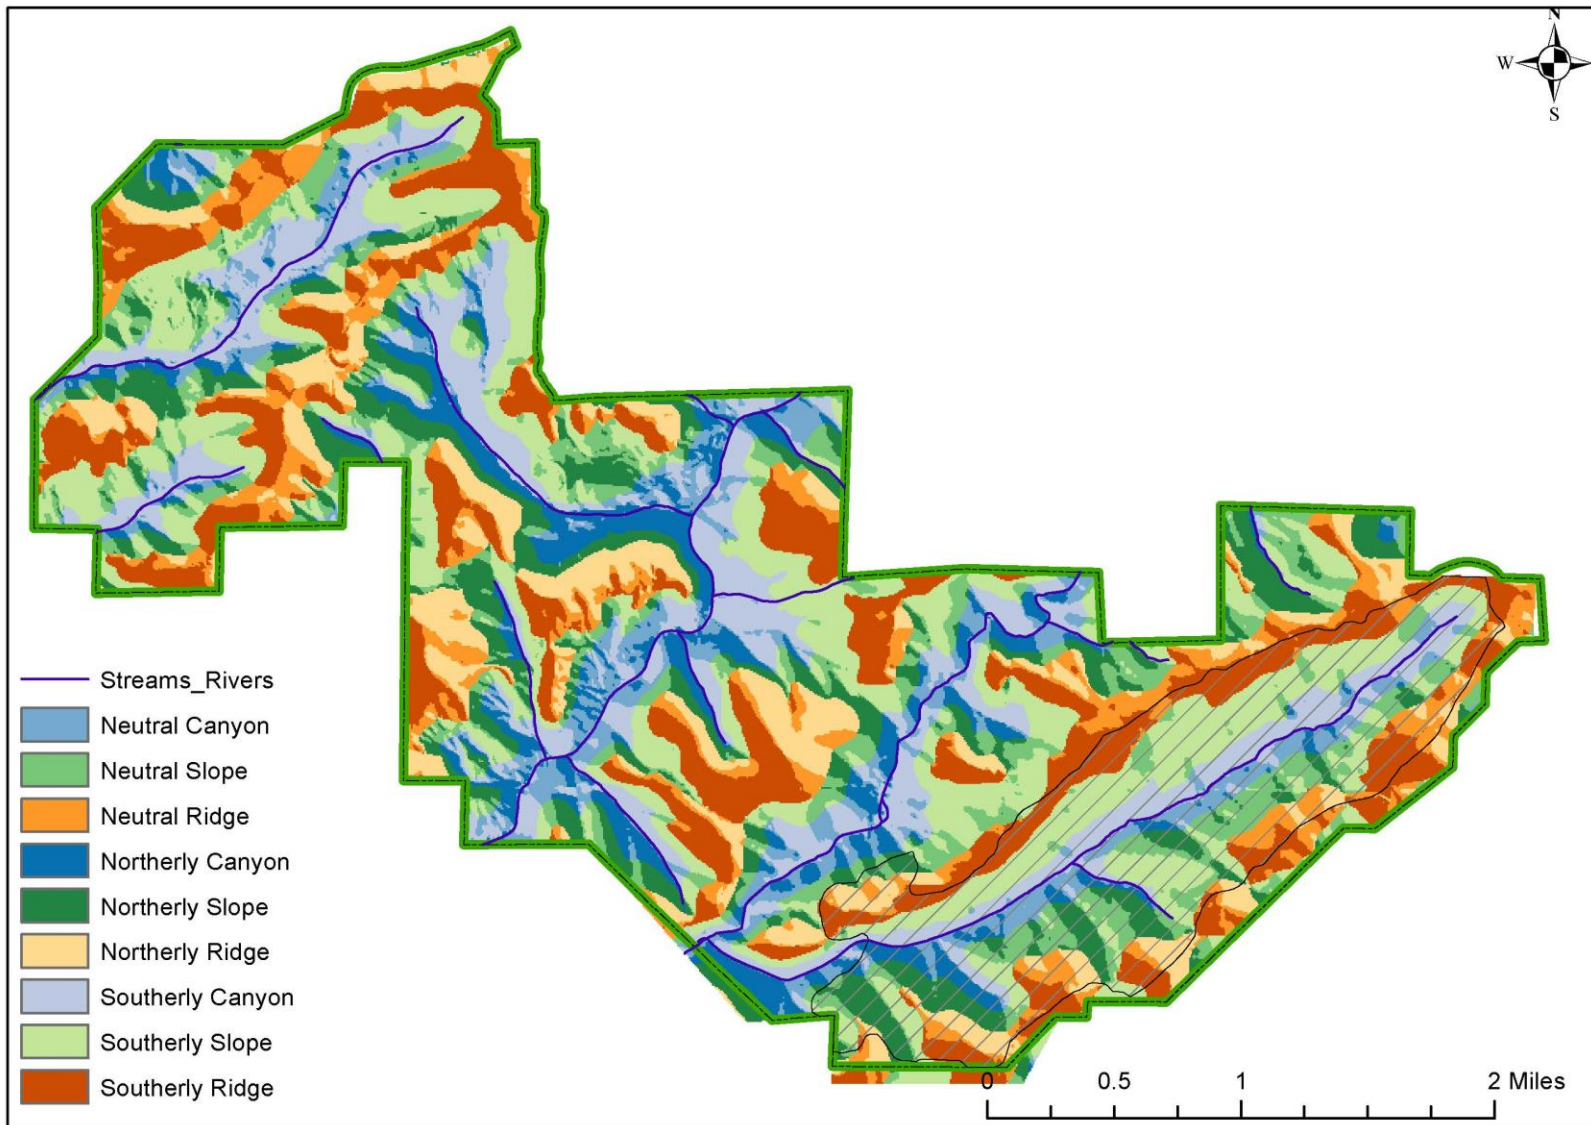 N
W
S
Streams_Rivers
Neutral Canyon
Neutral Slope
Neutral Ridge
Northerly Canyon
Northerly Slope
Northerly Ridge
Southerly Canyon
Southerly Slope
Southerly Ridge
0 0.5 1 2 Miles